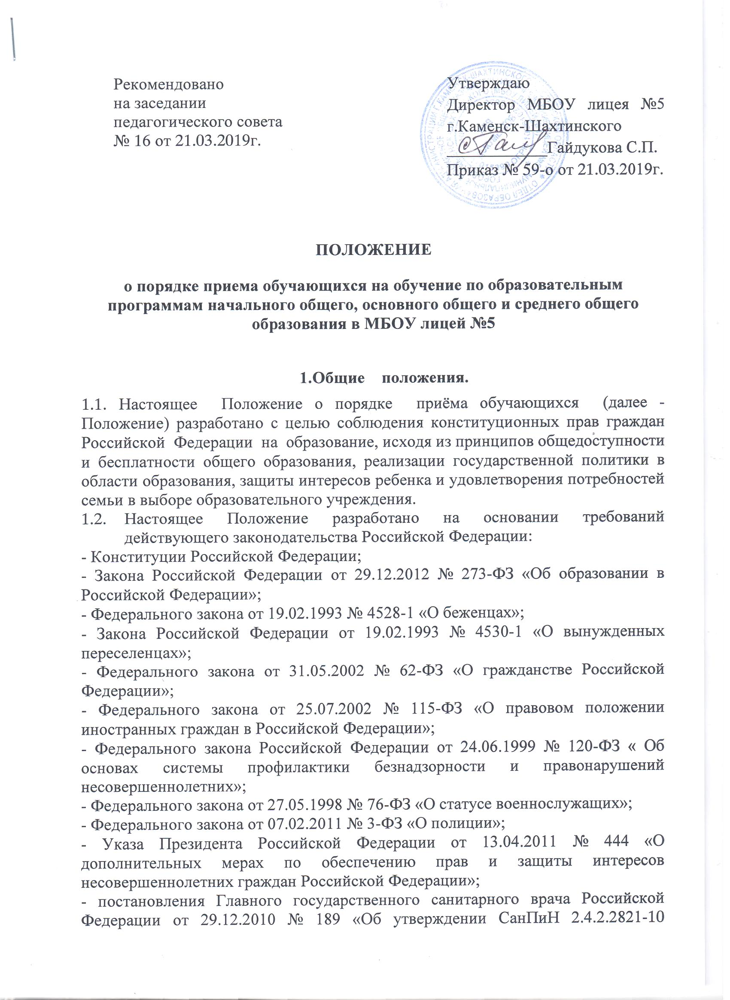 Рекомендовано
на заседании
педагогического совета
№ 16 от 21.03.2019г.
Утверждаю
Директор МБОУ лицея №5
г.Каменск-Шахтинского
Гайдукова С.П.
Приказ № 59-о от 21.03.2019г.
ПОЛОЖЕНИЕ
о порядке приема обучающихся на обучение по образовательным
программам начального общего, основного общего и среднего общего
образования в МБОУ лицей №5
1.Общие положения.
1.1. Настоящее Положение о порядке приёма обучающихся (далее -
Положение) разработано с целью соблюдения конституционных прав граждан
Российской Федерации на образование, исходя из принципов общедоступности
и бесплатности общего образования, реализации государственной политики в
области образования, защиты интересов ребенка и удовлетворения потребностей
семьи в выборе образовательного учреждения.
1.2. Настоящее Положение разработано на основании требований
действующего законодательства Российской Федерации:
- Конституции Российской Федерации;
- Закона Российской Федерации от 29.12.2012 № 273-ФЗ «Об образовании в
Российской Федерации»;
- Федерального закона от 19.02.1993 № 4528-1 «О беженцах»;
- Закона Российской Федерации от 19.02.1993 № 4530-1 «О вынужденных
переселенцах»;
- Федерального закона от 31.05.2002 № 62-ФЗ «О гражданстве Российской
Федерации»;
- Федерального закона от 25.07.2002 № 115-ФЗ «О правовом положении
иностранных граждан в Российской Федерации»;
- Федерального закона Российской Федерации от 24.06.1999 № 120-ФЗ « Об
основах системы профилактики безнадзорности и правонарушений
несовершеннолетних»;
- Федерального закона от 27.05.1998 № 76-ФЗ «О статусе военнослужащих»;
- Федерального закона от 07.02.2011 № 3-ФЗ «О полиции»;
- Указа Президента Российской Федерации от 13.04.2011 № 444 «О
дополнительных мерах по обеспечению прав и защиты интересов
несовершеннолетних граждан Российской Федерации»;
- постановления Главного государственного санитарного врача Российской
Федерации от 29.12.2010 № 189 «Об утверждении СанПиН 2.4.2.2821-10